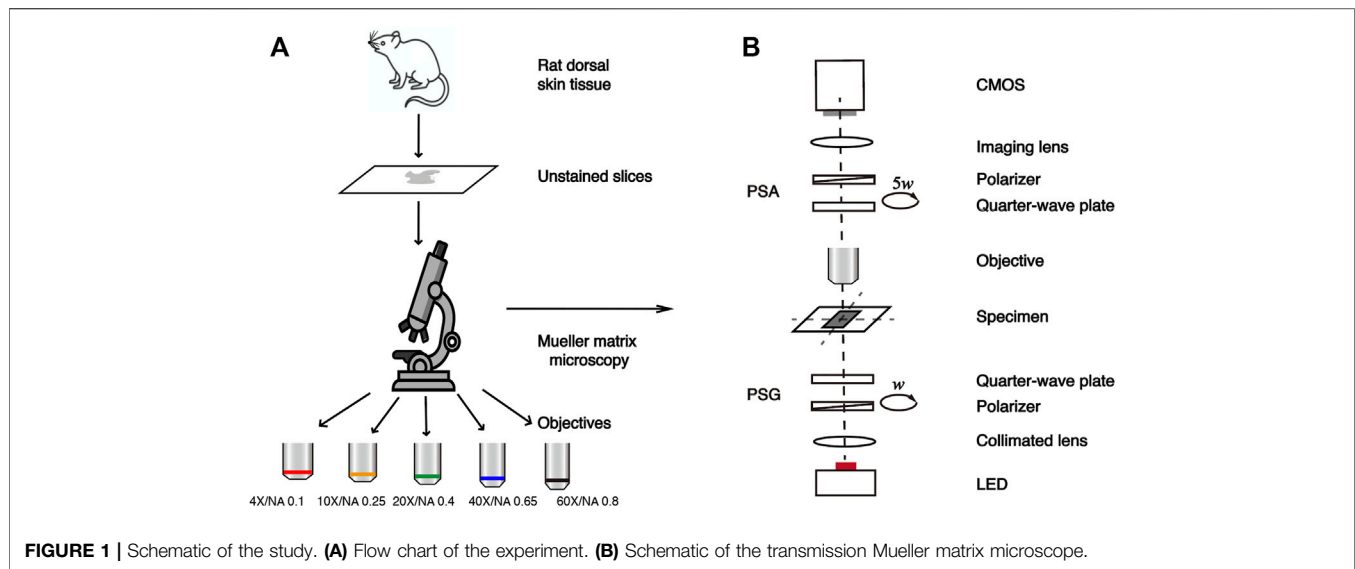 A
Rat dorsal
skin tissue
Unstained slices
Mueller matrix
microscopy
Objectives
4X/NA 0.1 10X/NA 0.25 20X/NA 0.4 40X/NA 0.65 60X/NA 0.8
B
CMOS
Imaging lens
PSA
Polarizer
5w
Quarter-wave plate
Objective
Specimen
PSG
Quarter-wave plate
w
Polarizer
Collimated lens
LED
FIGURE 1 | Schematic of the study. (A) Flow chart of the experiment. (B) Schematic of the transmission Mueller matrix microscope.